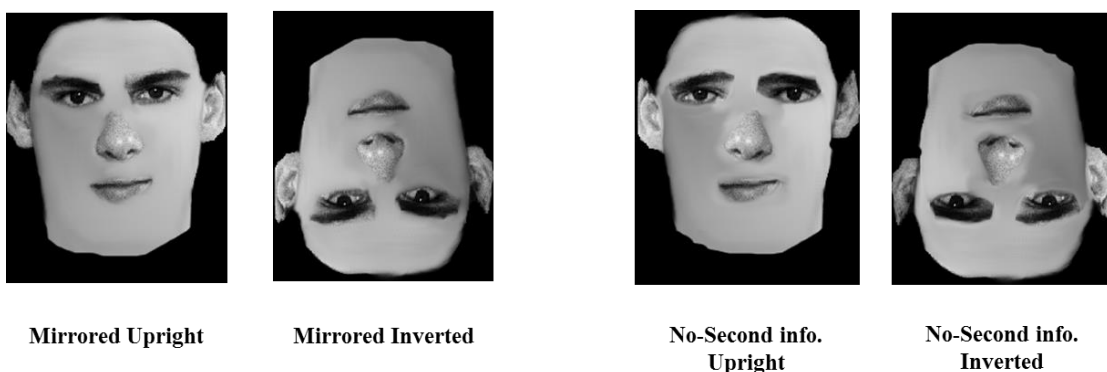 Mirrored Upright
Mirrored Inverted
No-Second info.
Upright
No-Second info.
Inverted